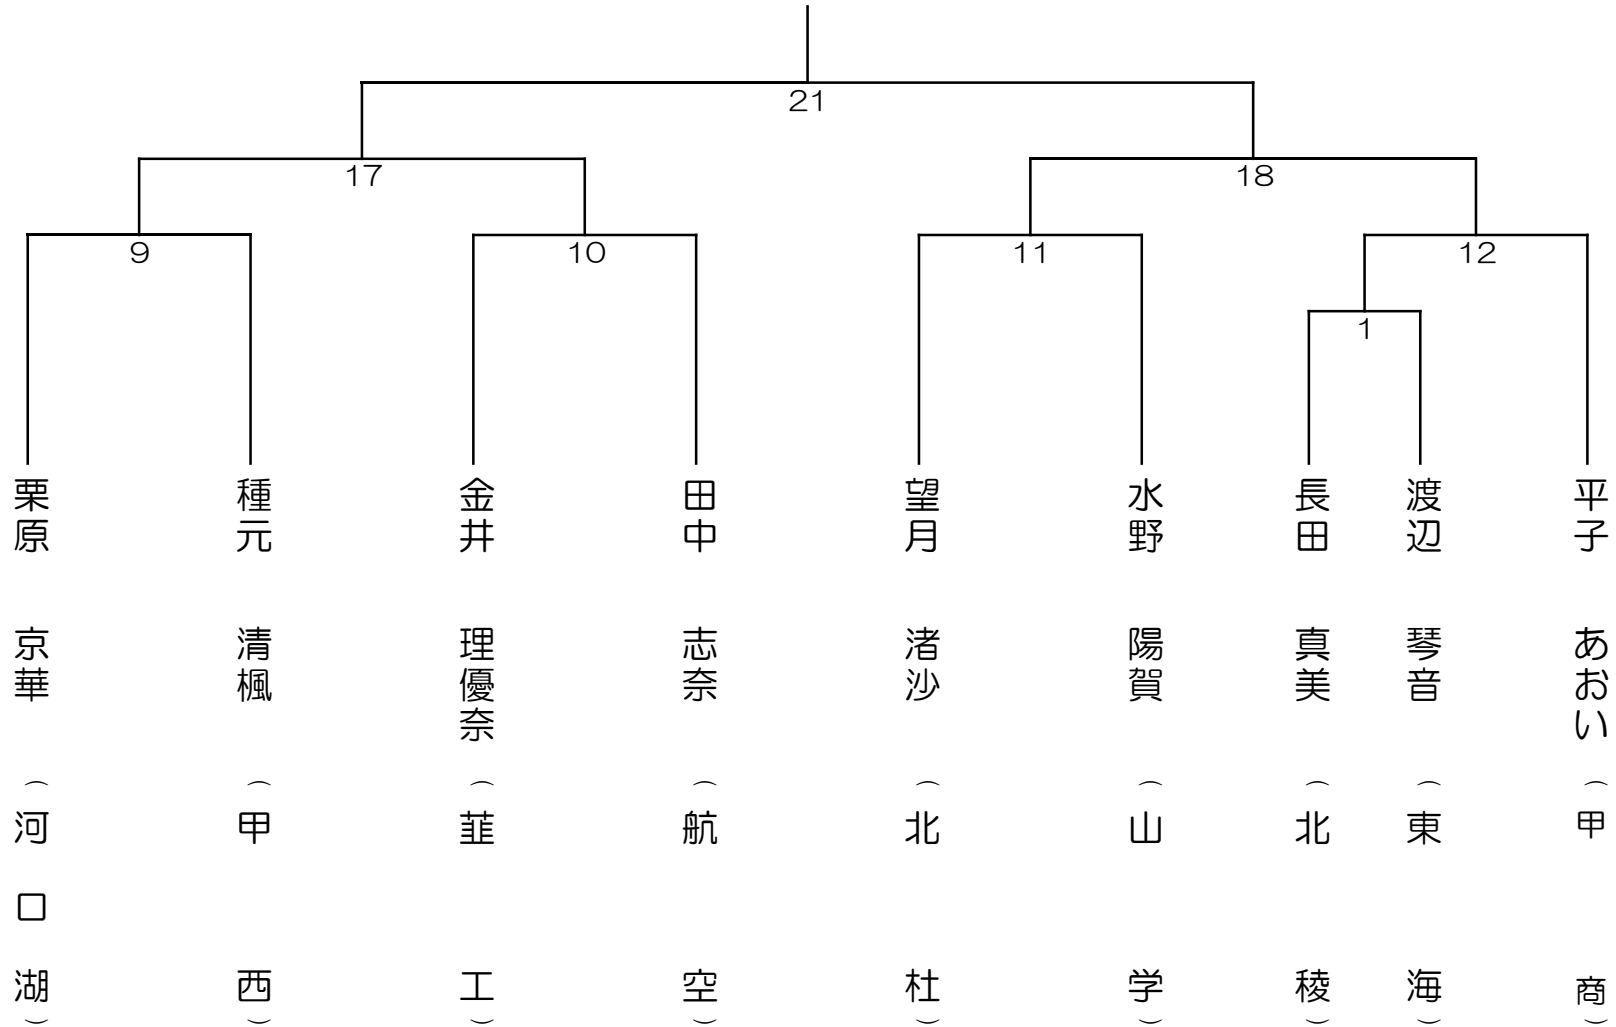 21
17
18
9
10
11
12
1
栗原 京華（河口湖）
種元 清楓（甲西）
金井 理優奈（韮工）
田中 志奈（航空）
望月 渚沙（北杜）
水野 陽賀（山学）
長田 真美（北稜）
渡辺 琴音（東海）
平子 あおい（甲商）